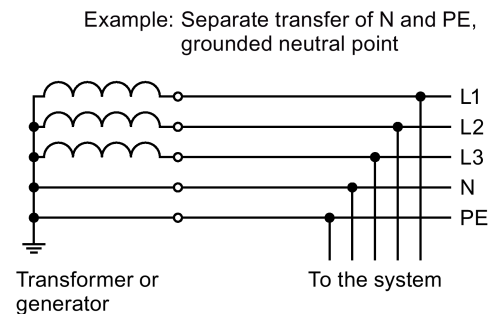 Example: Separate transfer of N and PE,
grounded neutral point
L1
L2
L3
N
PE
Transformer or
generator
To the system